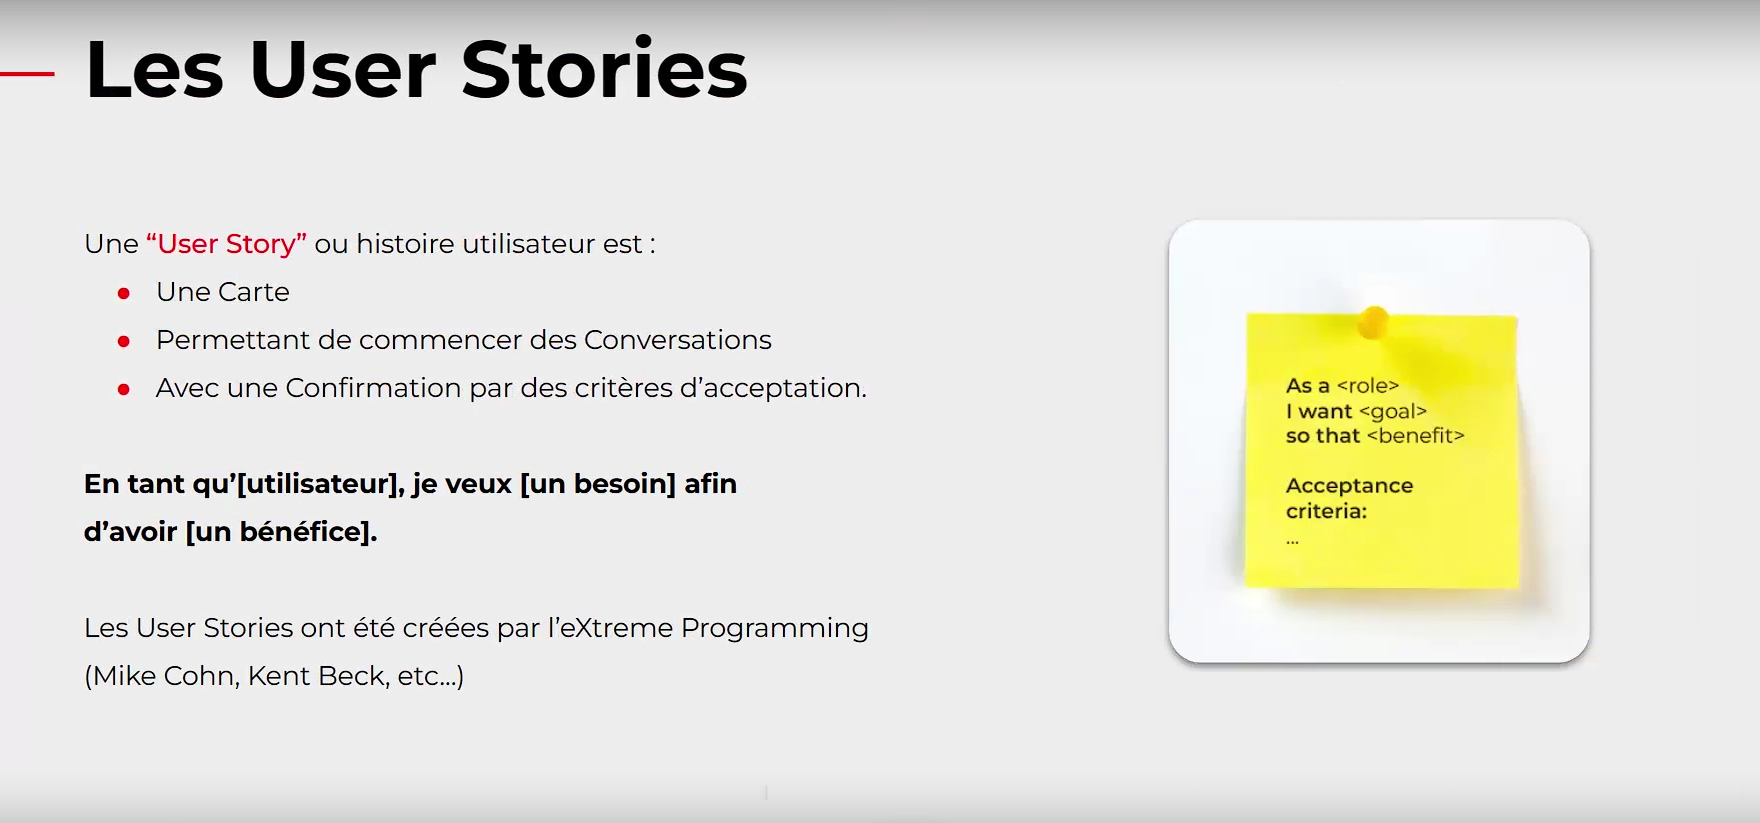 Les User Stories
Une “User Story” ou histoire utilisateur est :
● Une Carte
● Permettant de commencer des Conversations
● Avec une Confirmation par des critères d’acceptation.
En tant qu’[utilisateur], je veux [un besoin] afin
d’avoir [un bénéfice].
Les User Stories ont été créées par l’eXtreme Programming
(Mike Cohn, Kent Beck, etc…)
As a <role>
I want <goal>
so that <benefit>
Acceptance
criteria:
...